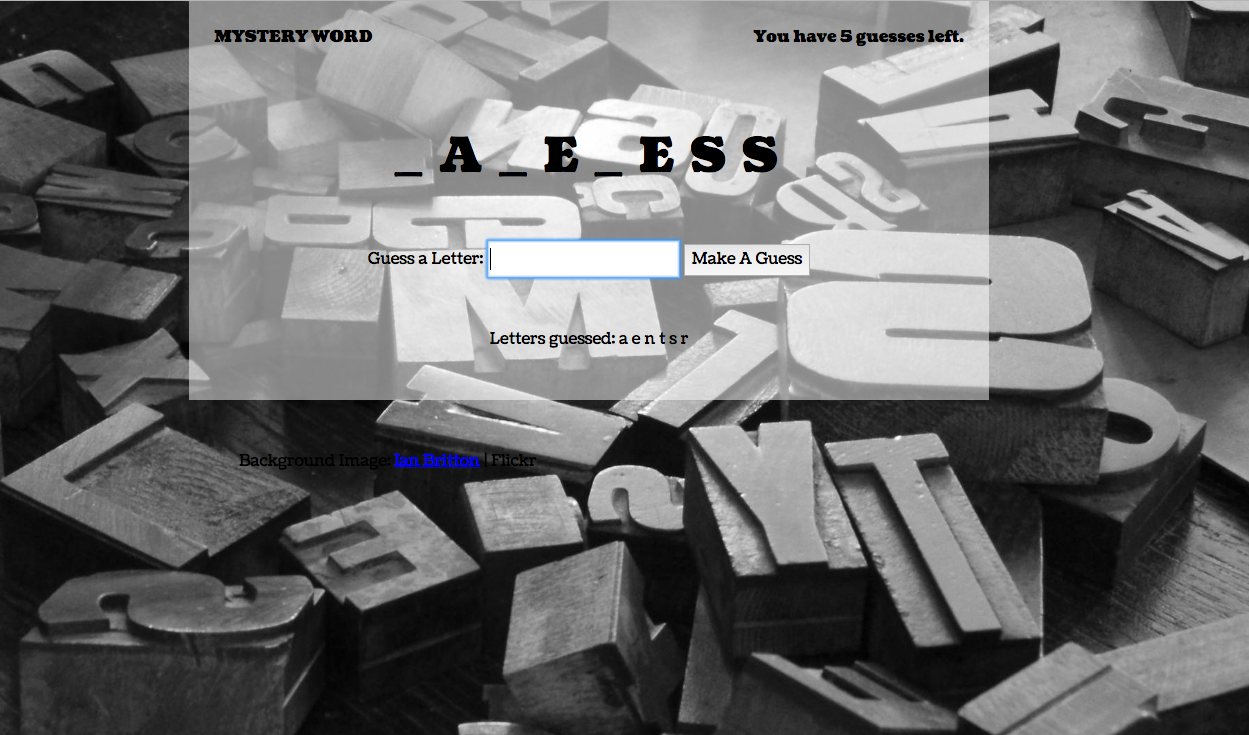 MYSTERY WORD
You have 5 guesses left.
_ A _ E _ E S S
Guess a Letter: Make A Guess
Letters guessed: a e n t s r
Background Image: Ian Britton | Flickr